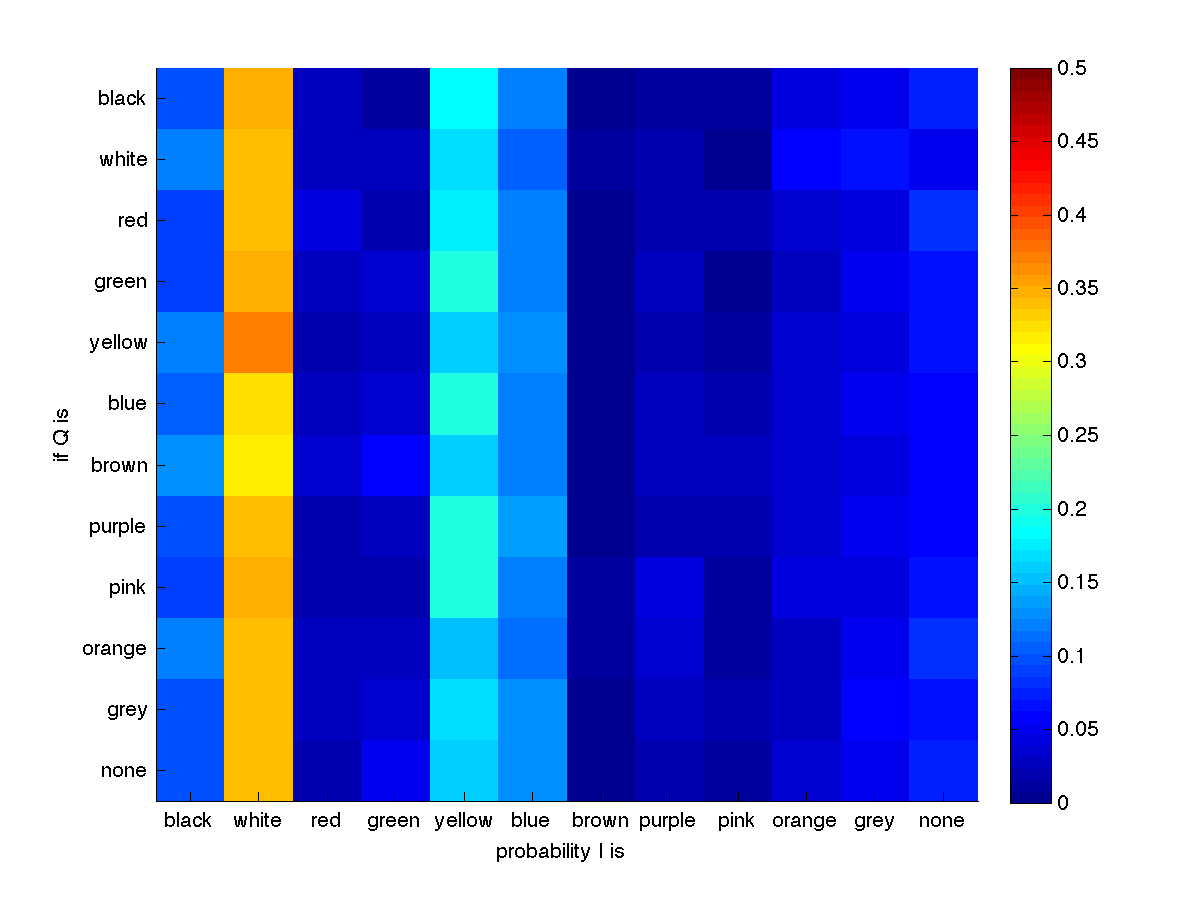 if Q is
black
white
red
green
yellow
blue
brown
purple
pink
orange
grey
none
black white red green yellow blue brown purple pink orange grey none
probability I is
0.5
0.45
0.4
0.35
0.3
0.25
0.2
0.15
0.1
0.05
0